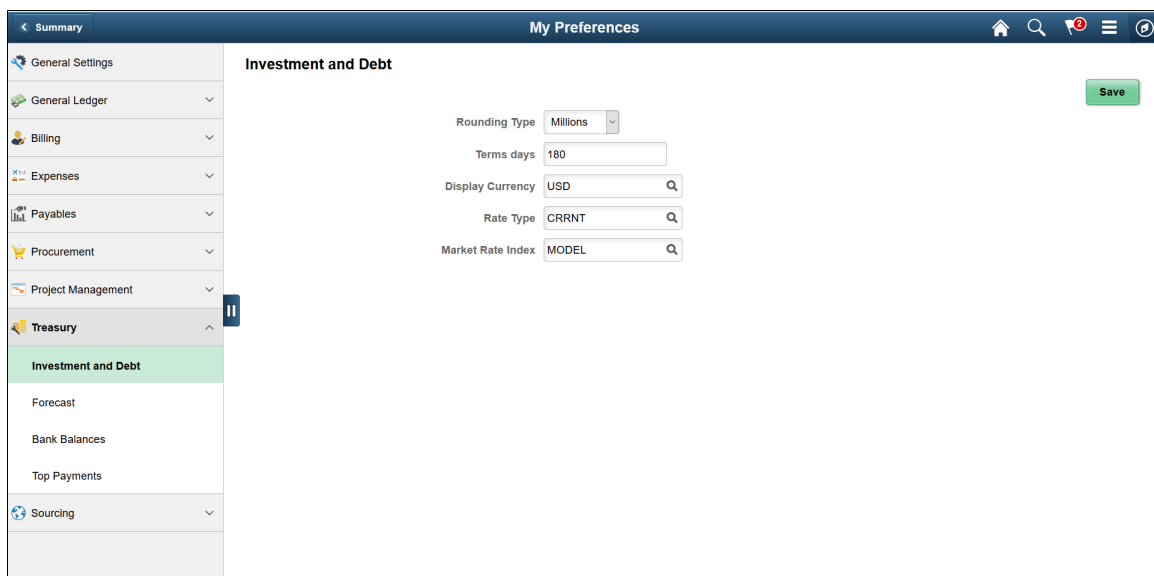 Summary
My Preferences
2
General Settings
General Ledger
Billing
Expenses
Payables
Procurement
Project Management
Treasury
Investment and Debt
Forecast
Bank Balances
Top Payments
Sourcing
Investment and Debt
Save
Rounding Type Millions
Terms days 180
Display Currency USD
Rate Type CRRNT
Market Rate Index MODEL